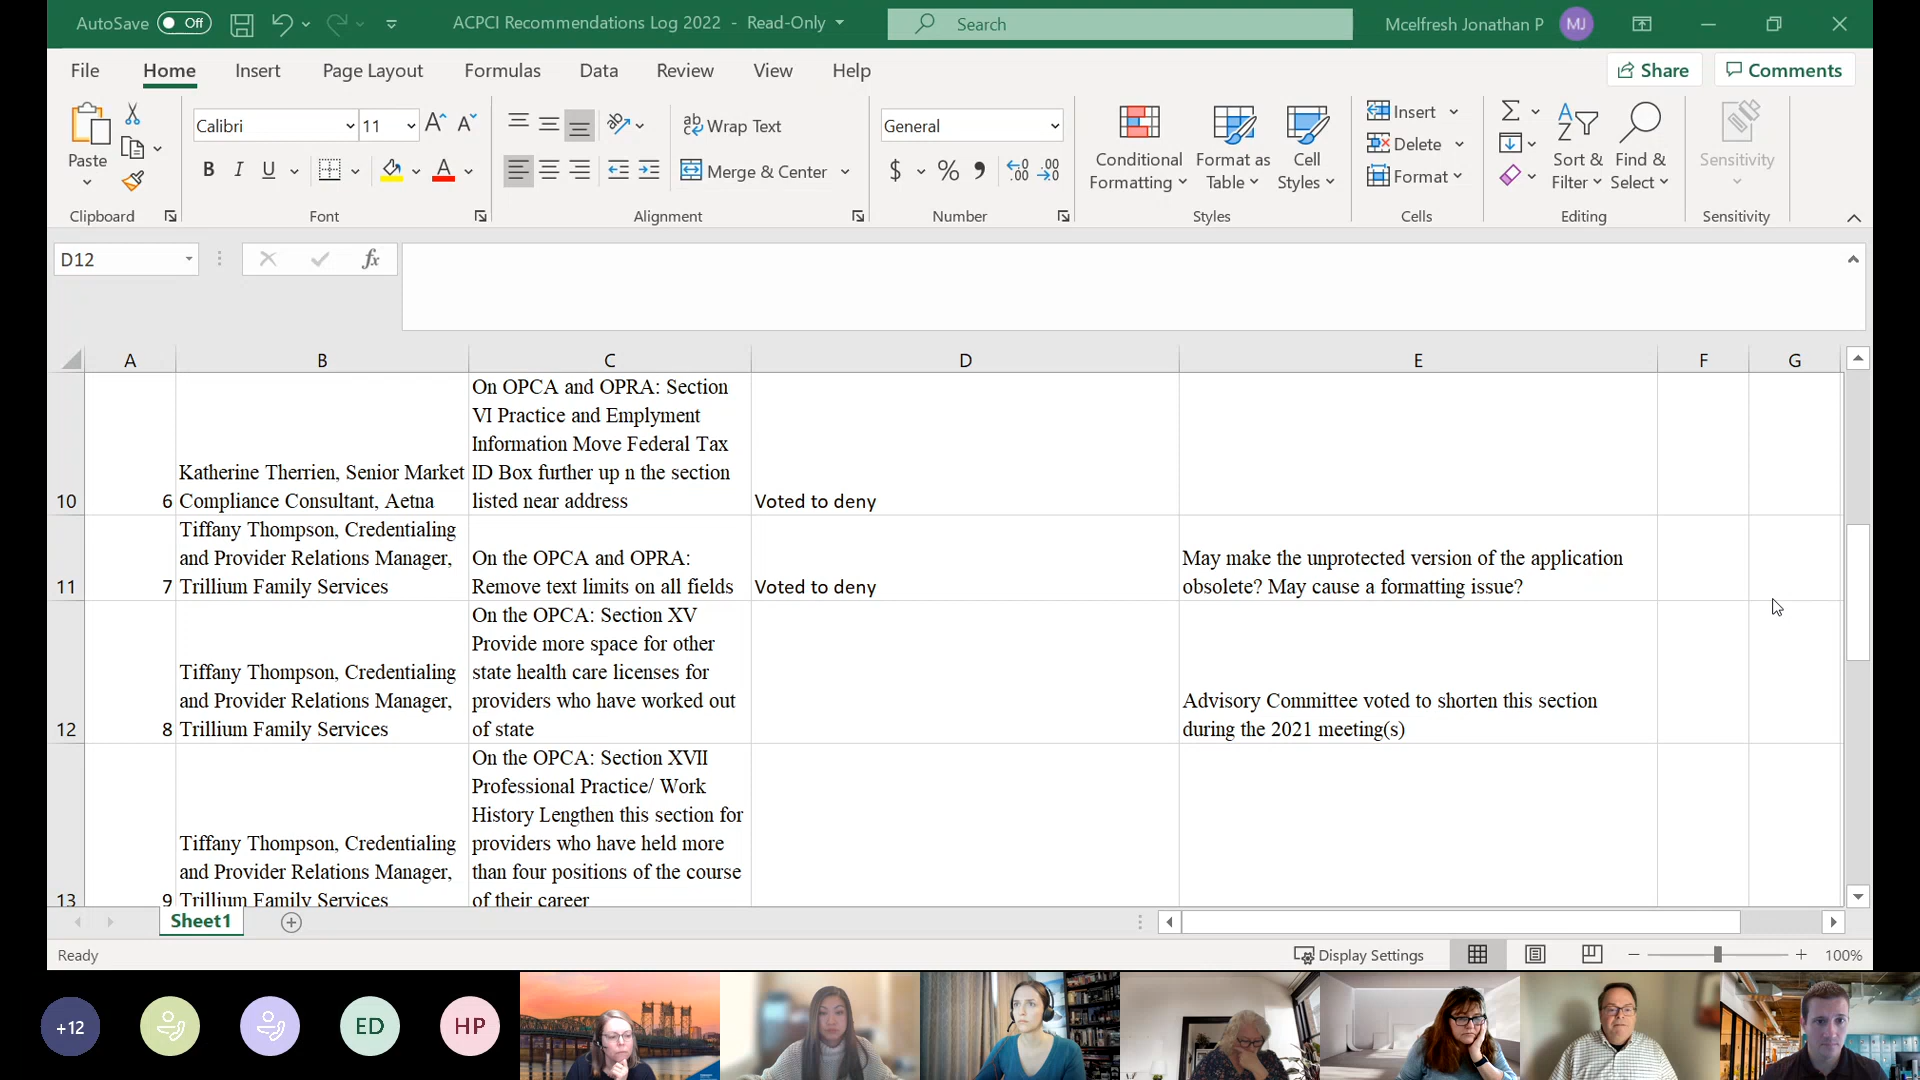 AutoSave Off ACPCI Recommendations Log 2022 - Read-Only Search Mcelfresh Jonathan P MJ
File Home Insert Page Layout Formulas Data Review View Help Share Comments
Calibri 11 Wrap Text General Insert
Paste Conditional Format as Cell Delete Sort & Find & Sensitivity
B I U Merge & Center $ % Formatting Table Styles Format Filter Select
Clipboard Font Alignment Number Styles Cells Editing Sensitivity
D12 fx
A B C D E F G
10
6
Katherine Therrien, Senior Market
Compliance Consultant, Aetna
On OPCA and OPRA: Section
VI Practice and Emplyment
Information Move Federal Tax
ID Box further up n the section
listed near address
Voted to deny
11
7
Tiffany Thompson, Credentialing
and Provider Relations Manager,
Trillium Family Services
On the OPCA and OPRA:
Remove text limits on all fields
Voted to deny
May make the unprotected version of the application
obsolete? May cause a formatting issue?
12
8
Tiffany Thompson, Credentialing
and Provider Relations Manager,
Trillium Family Services
On the OPCA: Section XV
Provide more space for other
state health care licenses for
providers who have worked out
of state
Advisory Committee voted to shorten this section
during the 2021 meeting(s)
13
9
Tiffany Thompson, Credentialing
and Provider Relations Manager,
Trillium Family Services
On the OPCA: Section XVII
Professional Practice/ Work
History Lengthen this section for
providers who have held more
than four positions of the course
of their career
Sheet1
Ready Display Settings 100%
+12 ED HP